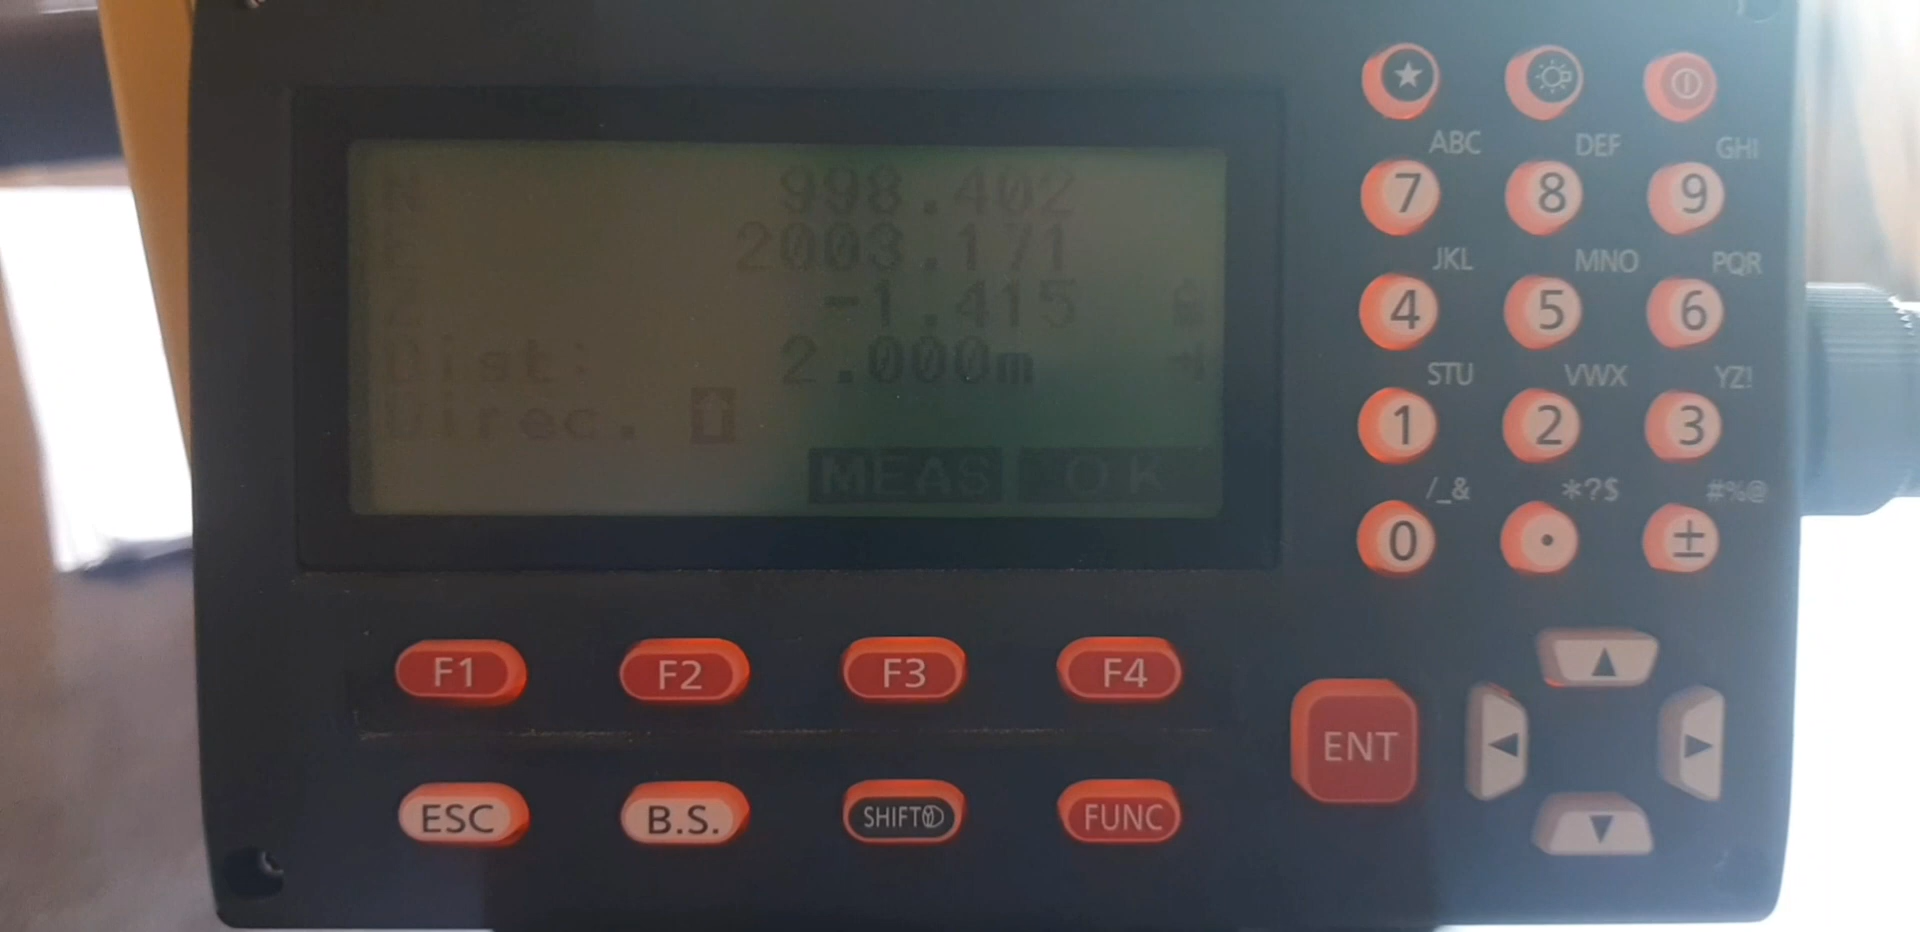 N 998.402
E 2003.171
Z -1.415
Dist: 2.000m
Direc.
MEAS OK
ABC DEF GHI
7 8 9
JKL MNO PQR
4 5 6
STU VWX YZ!
1 2 3
/_& *?$ #%@
0 • ±
F1 F2 F3 F4
ENT
ESC B.S. SHIFT FUNC